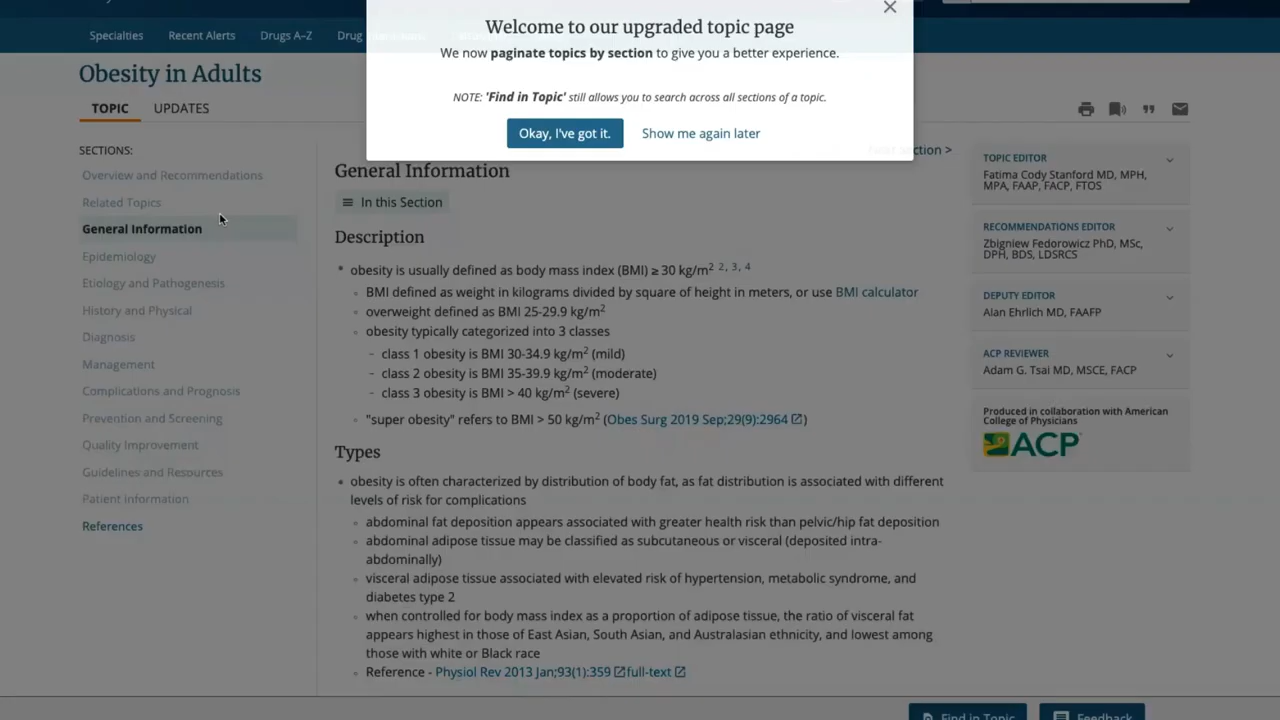 Welcome to our upgraded topic page
We now paginate topics by section to give you a better experience.
NOTE: 'Find in Topic' still allows you to search across all sections of a topic.
Okay, I've got it.
Show me again later
Specialties
Recent Alerts
Drugs A–Z
Drug
Obesity in Adults
TOPIC
UPDATES
SECTIONS:
Overview and Recommendations
Related Topics
General Information
Epidemiology
Etiology and Pathogenesis
History and Physical
Diagnosis
Management
Complications and Prognosis
Prevention and Screening
Quality Improvement
Guidelines and Resources
Patient Information
References
Next Section >
General Information
In this Section
Description
• obesity is usually defined as body mass index (BMI) ≥ 30 kg/m2 2, 3, 4
• BMI defined as weight in kilograms divided by square of height in meters, or use BMI calculator
• overweight defined as BMI 25-29.9 kg/m2
• obesity typically categorized into 3 classes
– class 1 obesity is BMI 30-34.9 kg/m2 (mild)
– class 2 obesity is BMI 35-39.9 kg/m2 (moderate)
– class 3 obesity is BMI > 40 kg/m2 (severe)
• "super obesity" refers to BMI > 50 kg/m2 (Obes Surg 2019 Sep;29(9):2964)
Types
• obesity is often characterized by distribution of body fat, as fat distribution is associated with different
levels of risk for complications
• abdominal fat deposition appears associated with greater health risk than pelvic/hip fat deposition
• abdominal adipose tissue may be classified as subcutaneous or visceral (deposited intra-
abdominally)
• visceral adipose tissue associated with elevated risk of hypertension, metabolic syndrome, and
diabetes type 2
• when controlled for body mass index as a proportion of adipose tissue, the ratio of visceral fat
appears highest in those of East Asian, South Asian, and Australasian ethnicity, and lowest among
those with white or Black race
• Reference - Physiol Rev 2013 Jan;93(1):359 full-text
TOPIC EDITOR
Fatima Cody Stanford MD, MPH,
MPA, FAAP, FACP, FTOS
RECOMMENDATIONS EDITOR
Zbigniew Fedorowicz PhD, MSc,
DPH, BDS, LDSRCS
DEPUTY EDITOR
Alan Ehrlich MD, FAAFP
ACP REVIEWER
Adam G. Tsai MD, MSCE, FACP
Produced in collaboration with American
College of Physicians
ACP
Find in Topic
Feedback